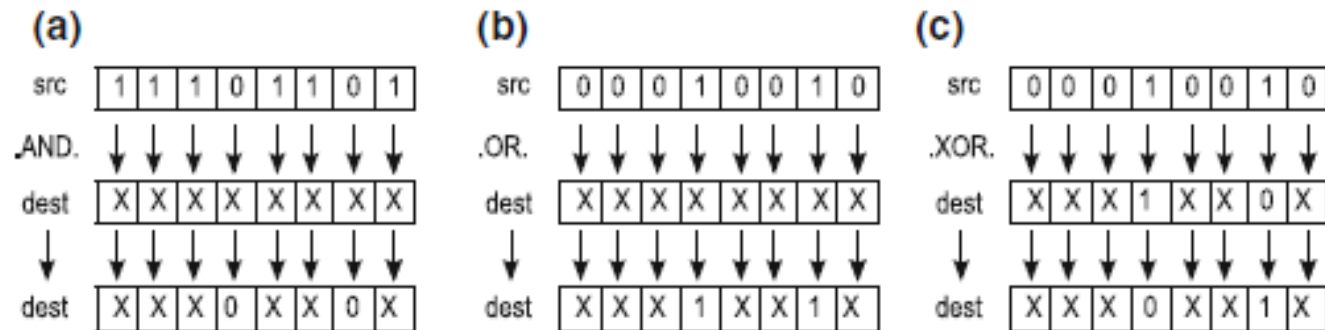 (a) (b) (c)
src 1 1 1 0 1 1 0 1 src 0 0 0 1 0 0 1 0 src 0 0 0 1 0 0 1 0
.AND. .OR. .XOR.
dest X X X X X X X X dest X X X X X X X X dest X X X 1 X X 0 X
dest X X X 0 X X 0 X dest X X X 1 X X 1 X dest X X X 0 X X 1 X